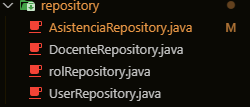 repository
AsistenciaRepository.java M
DocenteRepository.java
rolRepository.java
UserRepository.java